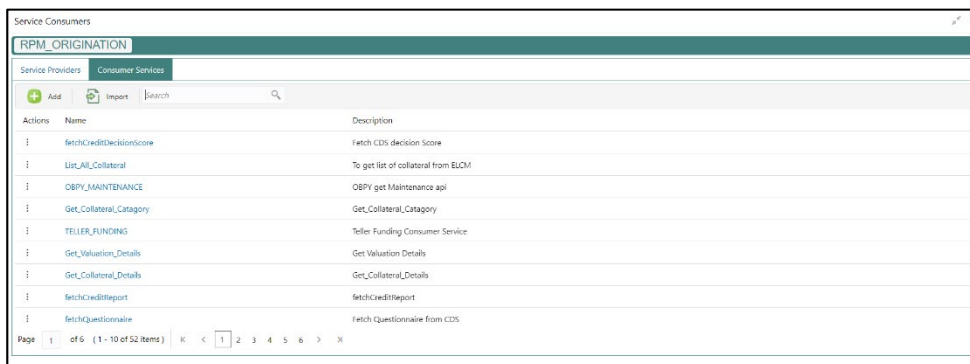 Service Consumers
RPM_ORIGINATION
Service Providers Consumer Services
Add Import Search
Actions Name Description
fetchCreditDecisionScore Fetch CDS decision Score
List_All_Collateral To get list of collateral from ELCM
OBPY_MAINTENANCE OBPY get Maintenance api
Get_Collateral_Catagory Get_Collateral_Catagory
TELLER_FUNDING Teller Funding Consumer Service
Get_Valuation_Details Get Valuation Details
Get_Collateral_Details Get_Collateral_Details
fetchCreditReport fetchCreditReport
fetchQuestionnaire Fetch Questionnaire from CDS
Page 1 of 6 ( 1 - 10 of 52 items ) 1 2 3 4 5 6